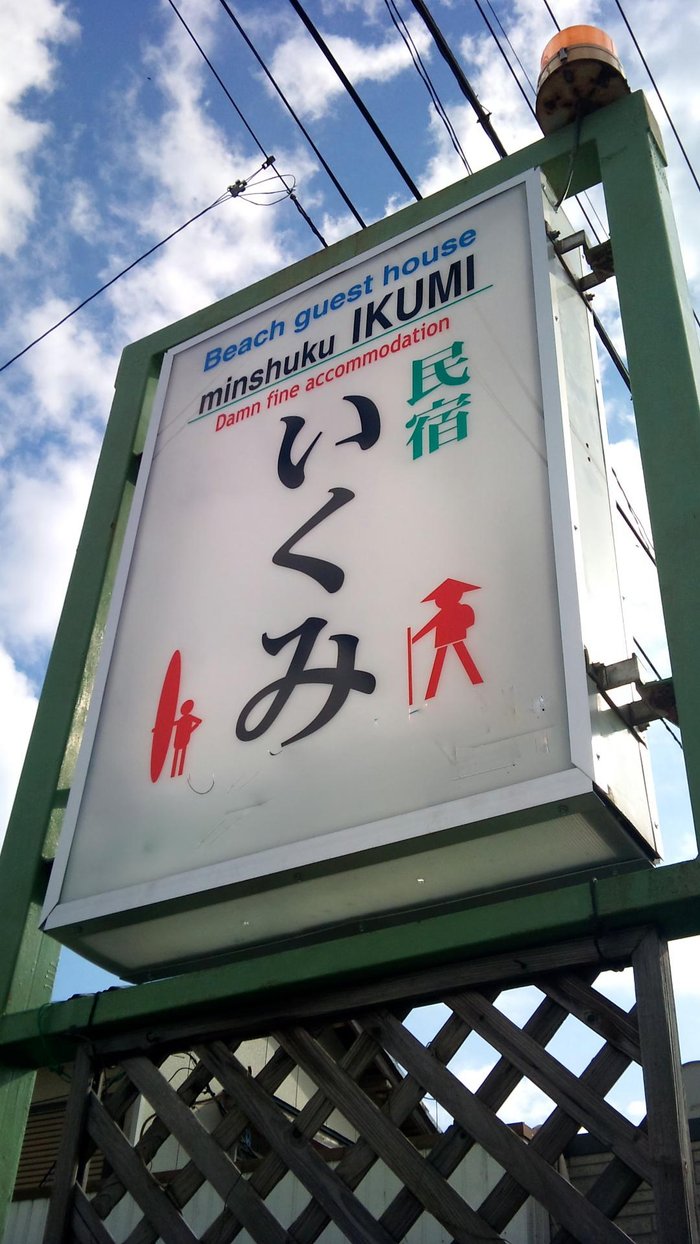 Beach guest house
minshuku IKUMI
Damn fine accommodation
民宿
いくみ